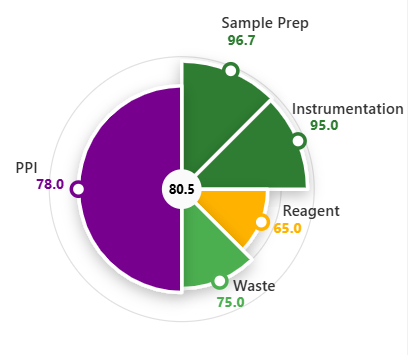 Sample Prep
96.7
Instrumentation
95.0
PPI
78.0
80.5
Reagent
65.0
Waste
75.0